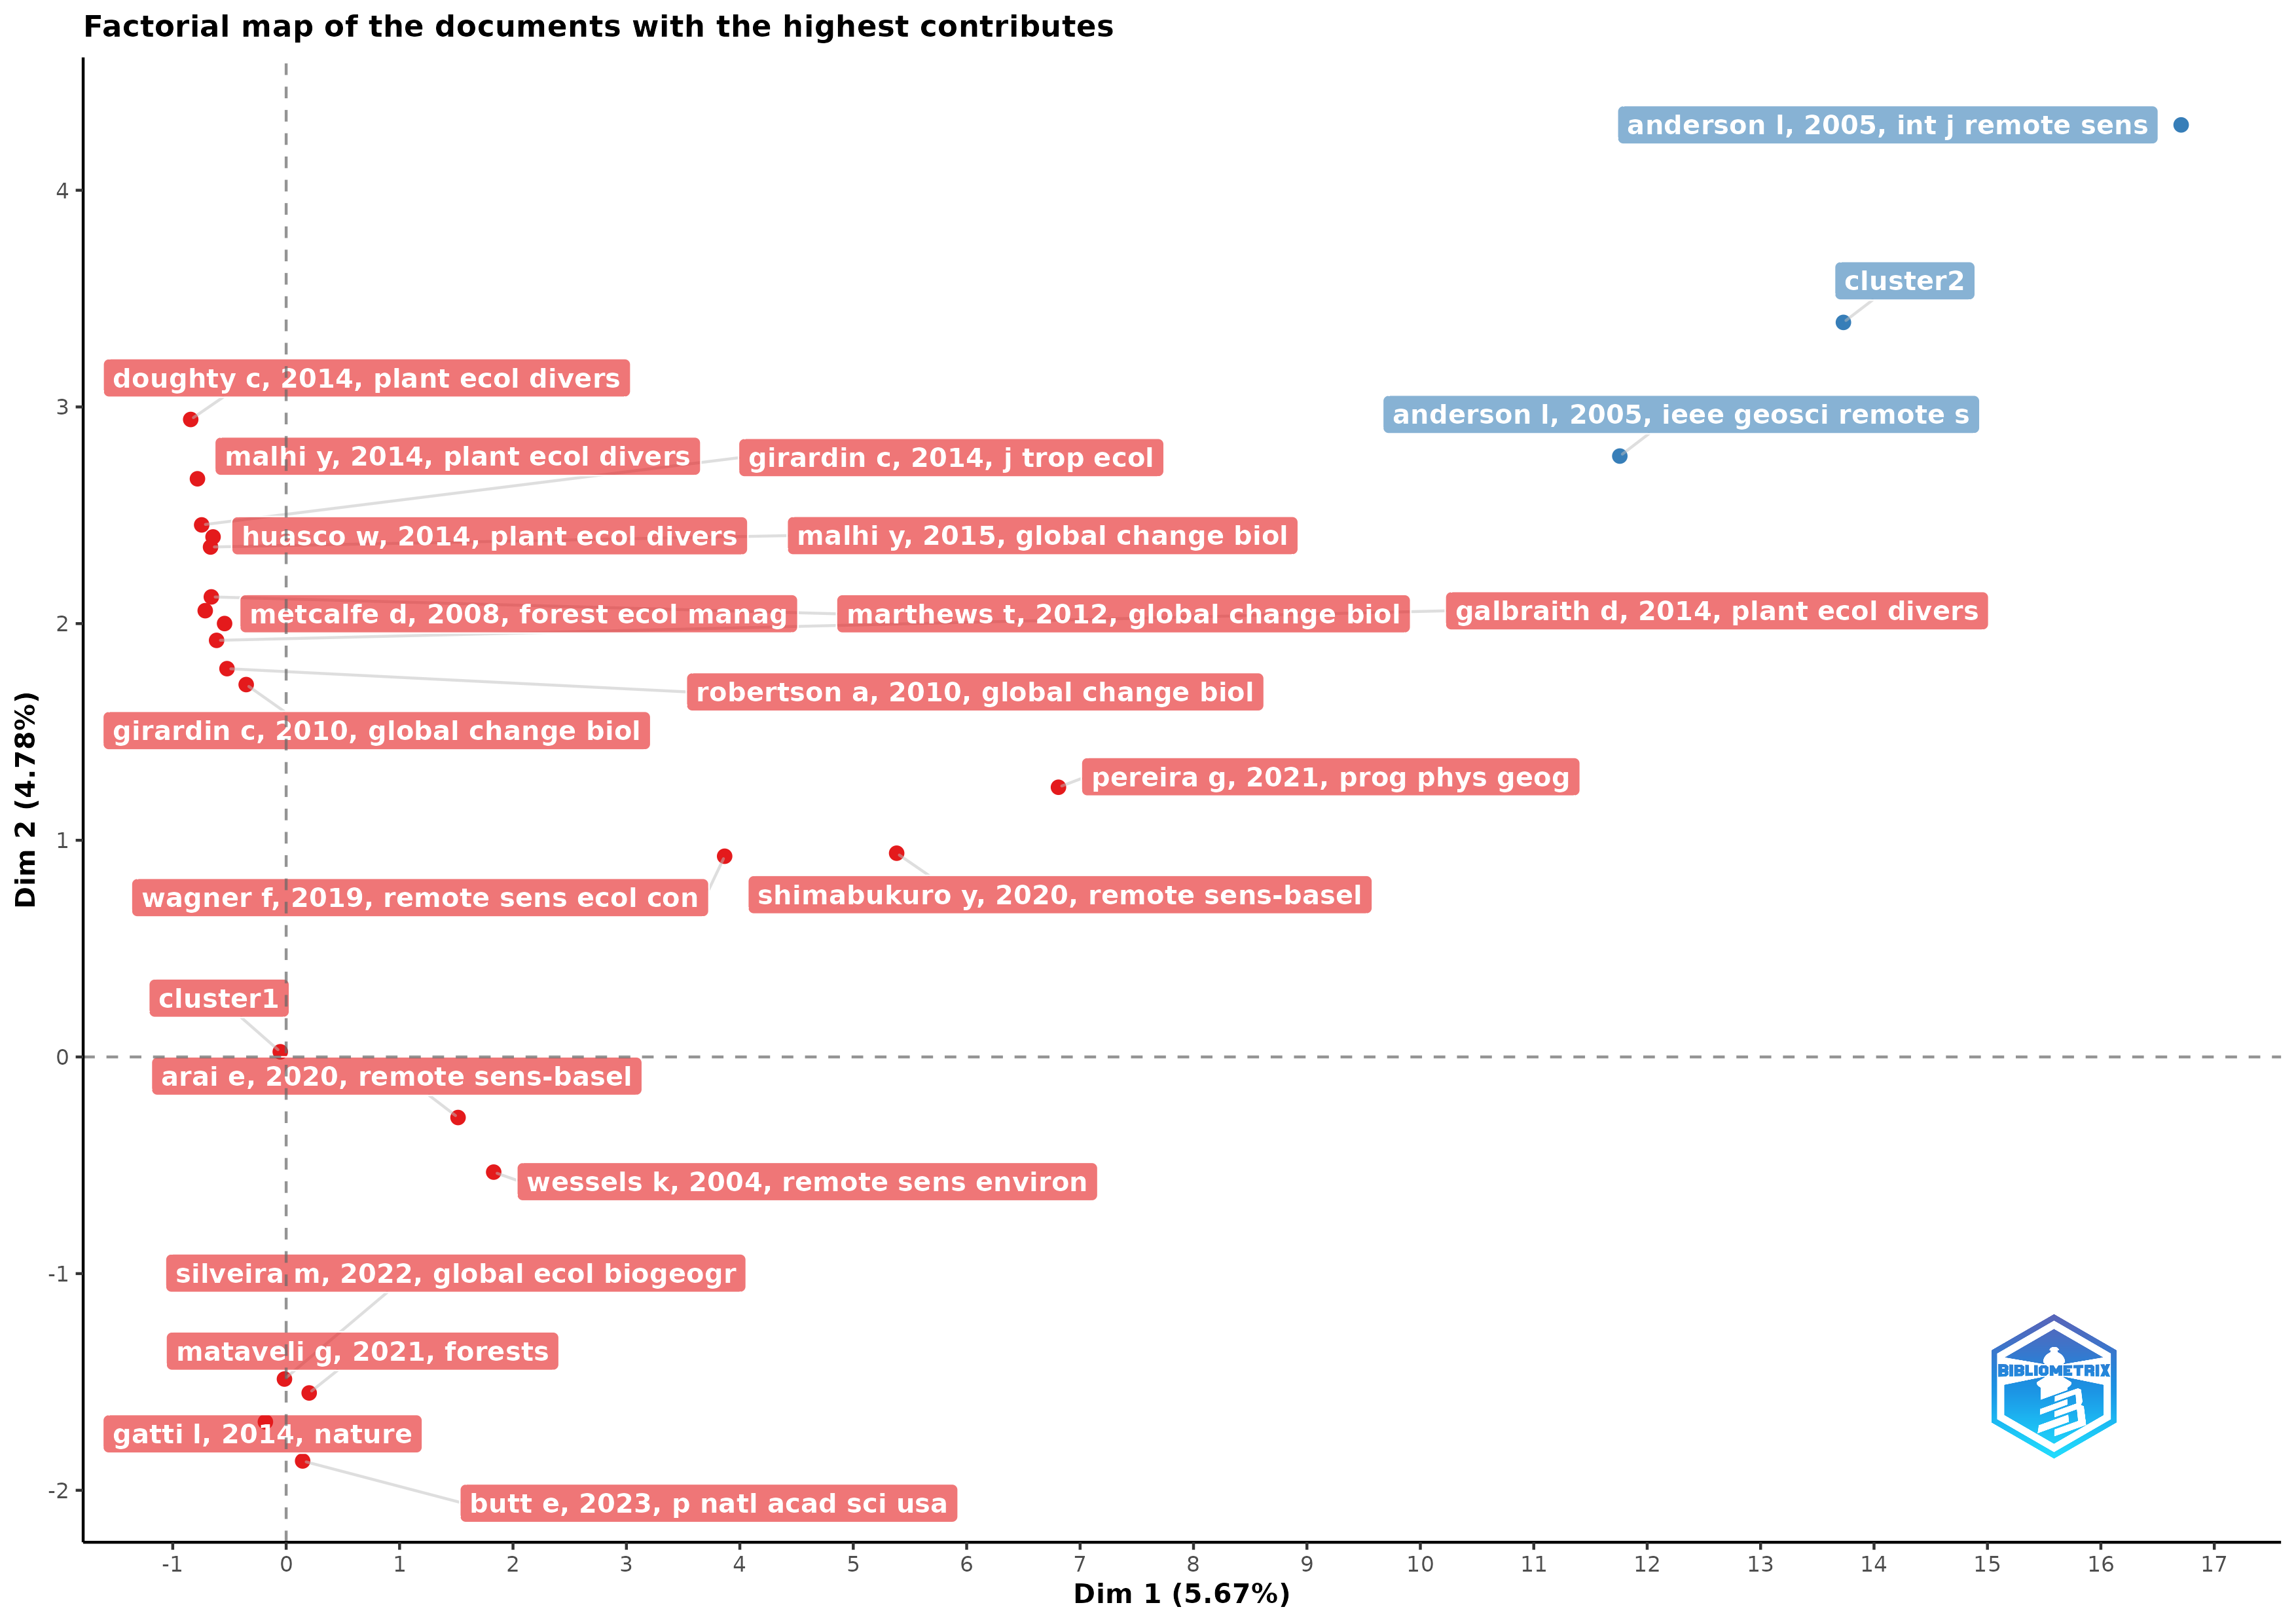 Factorial map of the documents with the highest contributes
anderson l, 2005, int j remote sens
4
cluster2
doughty c, 2014, plant ecol divers
3
anderson l, 2005, ieee geosci remote s
malhi y, 2014, plant ecol divers
girardin c, 2014, j trop ecol
huasco w, 2014, plant ecol divers
malhi y, 2015, global change biol
metcalfe d, 2008, forest ecol manag
marthews t, 2012, global change biol
galbraith d, 2014, plant ecol divers
2
robertson a, 2010, global change biol
girardin c, 2010, global change biol
pereira g, 2021, prog phys geog
Dim 2 (4.78%)
1
wagner f, 2019, remote sens ecol con
shimabukuro y, 2020, remote sens-basel
cluster1
0
arai e, 2020, remote sens-basel
wessels k, 2004, remote sens environ
silveira m, 2022, global ecol biogeogr
-1
mataveli g, 2021, forests
BIBLIOMETRIX
gatti l, 2014, nature
-2
butt e, 2023, p natl acad sci usa
-1 0 1 2 3 4 5 6 7 8 9 10 11 12 13 14 15 16 17
Dim 1 (5.67%)